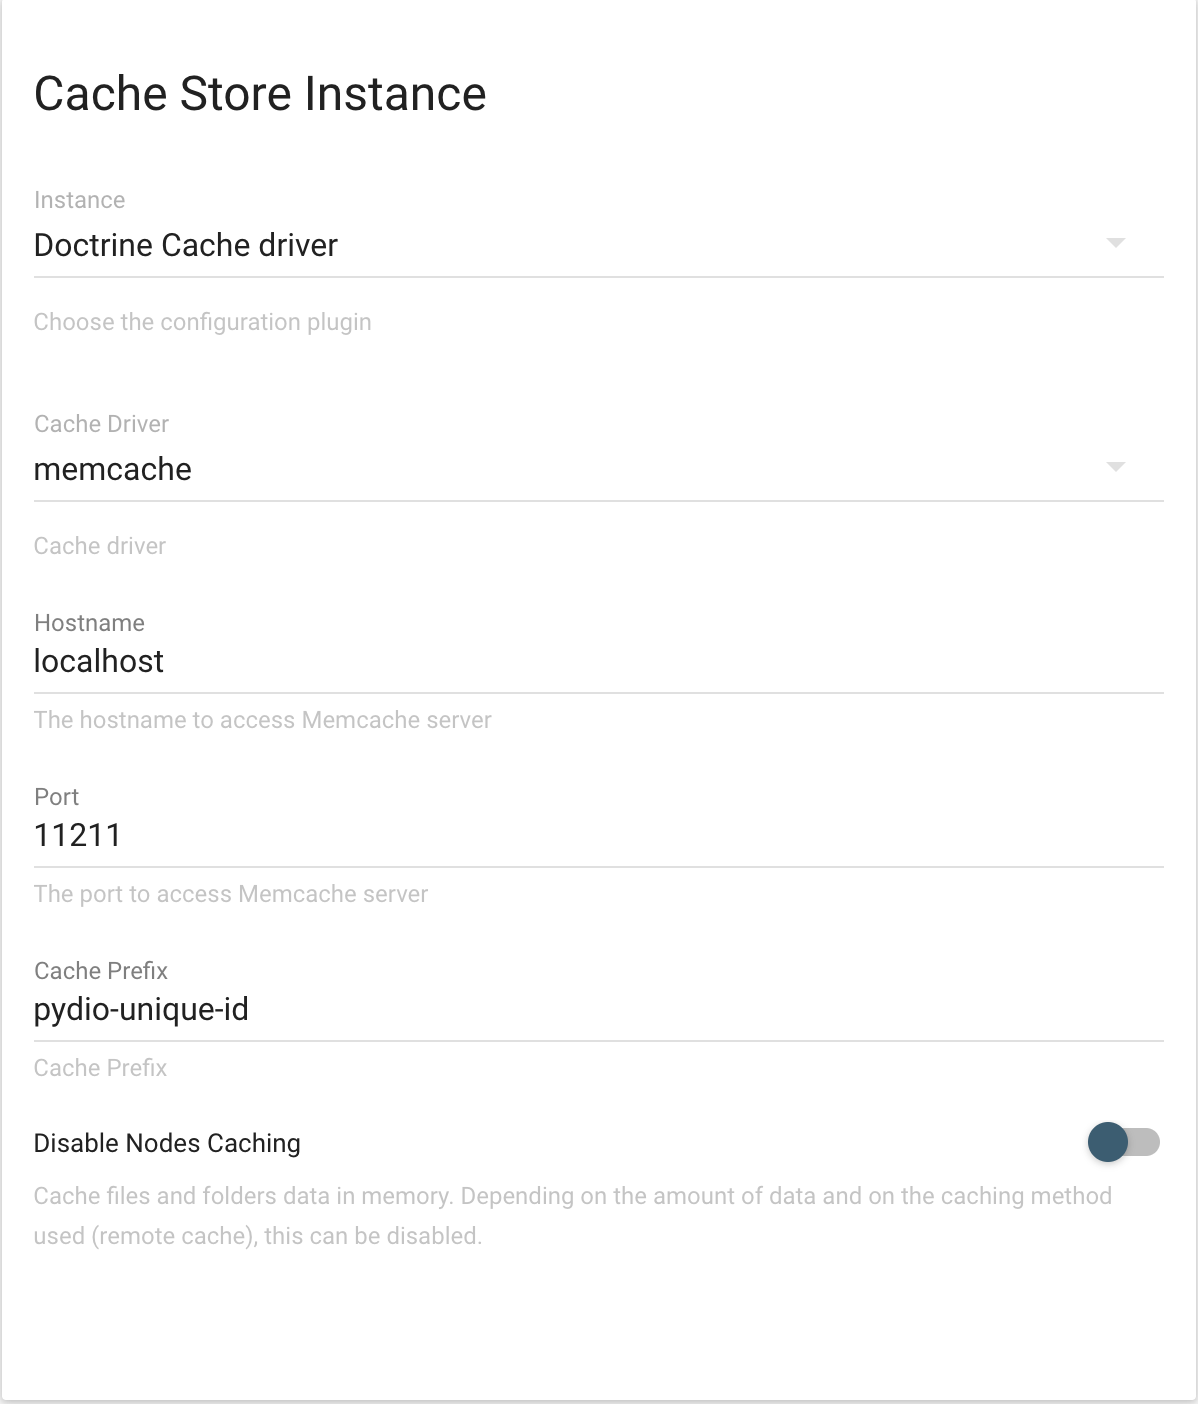 Cache Store Instance
Instance
Doctrine Cache driver
Choose the configuration plugin
Cache Driver
memcache
Cache driver
Hostname
localhost
The hostname to access Memcache server
Port
11211
The port to access Memcache server
Cache Prefix
pydio-unique-id
Cache Prefix
Disable Nodes Caching
Cache files and folders data in memory. Depending on the amount of data and on the caching method
used (remote cache), this can be disabled.